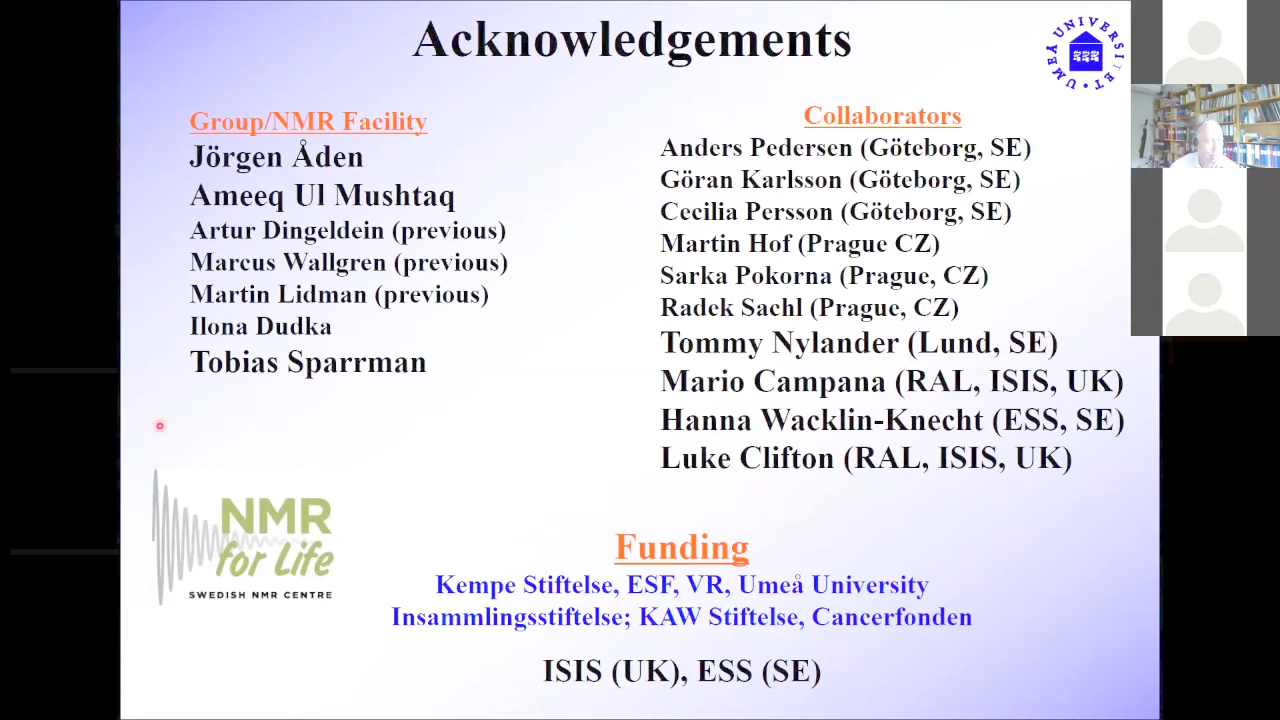 Acknowledgements
UMEÅ UNIVERSITET
Group/NMR Facility
Jörgen Åden
Ameeq Ul Mushtaq
Artur Dingeldein (previous)
Marcus Wallgren (previous)
Martin Lidman (previous)
Ilona Dudka
Tobias Sparrman
Collaborators
Anders Pedersen (Göteborg, SE)
Göran Karlsson (Göteborg, SE)
Cecilia Persson (Göteborg, SE)
Martin Hof (Prague CZ)
Sarka Pokorna (Prague, CZ)
Radek Sachl (Prague, CZ)
Tommy Nylander (Lund, SE)
Mario Campana (RAL, ISIS, UK)
Hanna Wacklin-Knecht (ESS, SE)
Luke Clifton (RAL, ISIS, UK)
NMR
for Life
SWEDISH NMR CENTRE
Funding
Kempe Stiftelse, ESF, VR, Umeå University
Insammlingsstiftelse; KAW Stiftelse, Cancerfonden
ISIS (UK), ESS (SE)